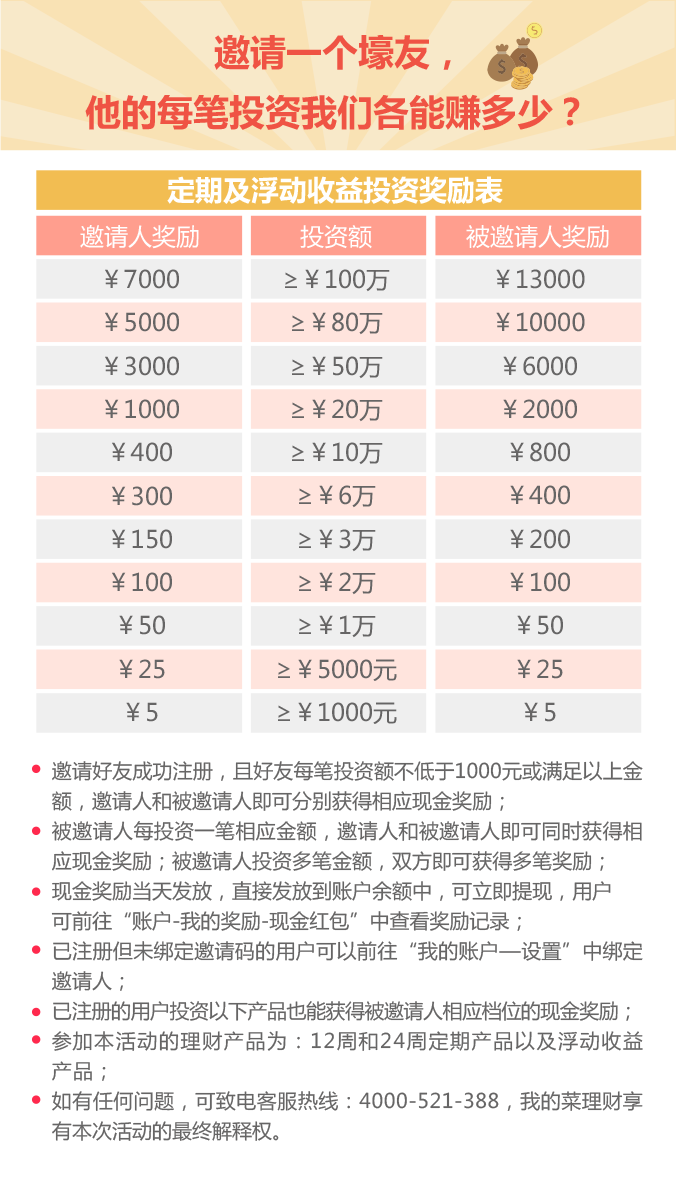 邀请一个壕友，
他的每笔投资我们各能赚多少？
定期及浮动收益投资奖励表
邀请人奖励 投资额 被邀请人奖励
￥7000 ≥￥100万 ￥13000
￥5000 ≥￥80万 ￥10000
￥3000 ≥￥50万 ￥6000
￥1000 ≥￥20万 ￥2000
￥400 ≥￥10万 ￥800
￥300 ≥￥6万 ￥400
￥150 ≥￥3万 ￥200
￥100 ≥￥2万 ￥100
￥50 ≥￥1万 ￥50
￥25 ≥￥5000元 ￥25
￥5 ≥￥1000元 ￥5
邀请好友成功注册，且好友每笔投资额不低于1000元或满足以上金
额，邀请人和被邀请人即可分别获得相应现金奖励；
被邀请人每投资一笔相应金额，邀请人和被邀请人即可同时获得相
应现金奖励；被邀请人投资多笔金额，双方即可获得多笔奖励；
现金奖励当天发放，直接发放到账户余额中，可立即提现，用户
可前往“账户-我的奖励-现金红包”中查看奖励记录；
已注册但未绑定邀请码的用户可以前往“我的账户—设置”中绑定
邀请人；
已注册的用户投资以下产品也能获得被邀请人相应档位的现金奖励；
参加本活动的理财产品为：12周和24周定期产品以及浮动收益
产品；
如有任何问题，可致电客服热线：4000-521-388，我的菜理财享
有本次活动的最终解释权。